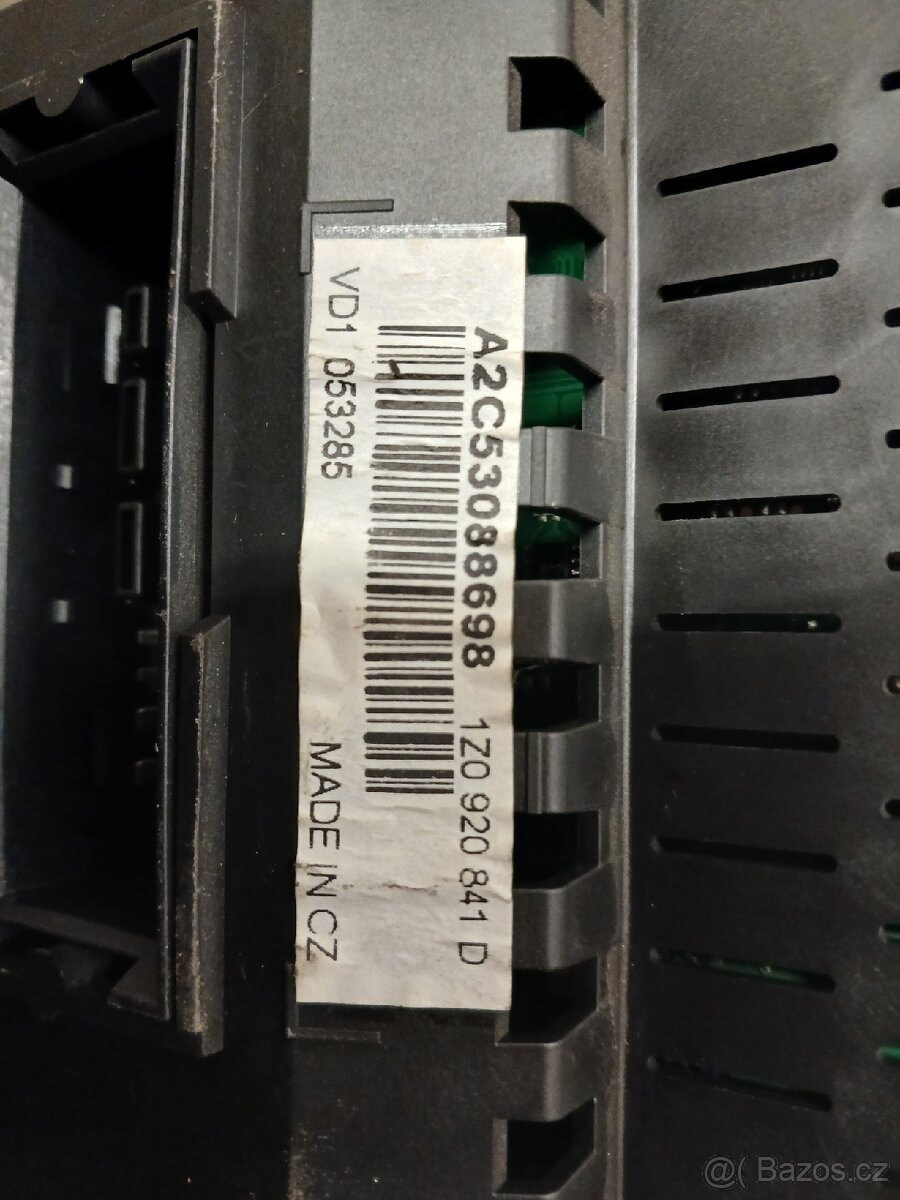 A2C53088698 1Z0 920 841 D
VD1 053285 MADE IN CZ
@( Bazos.cz